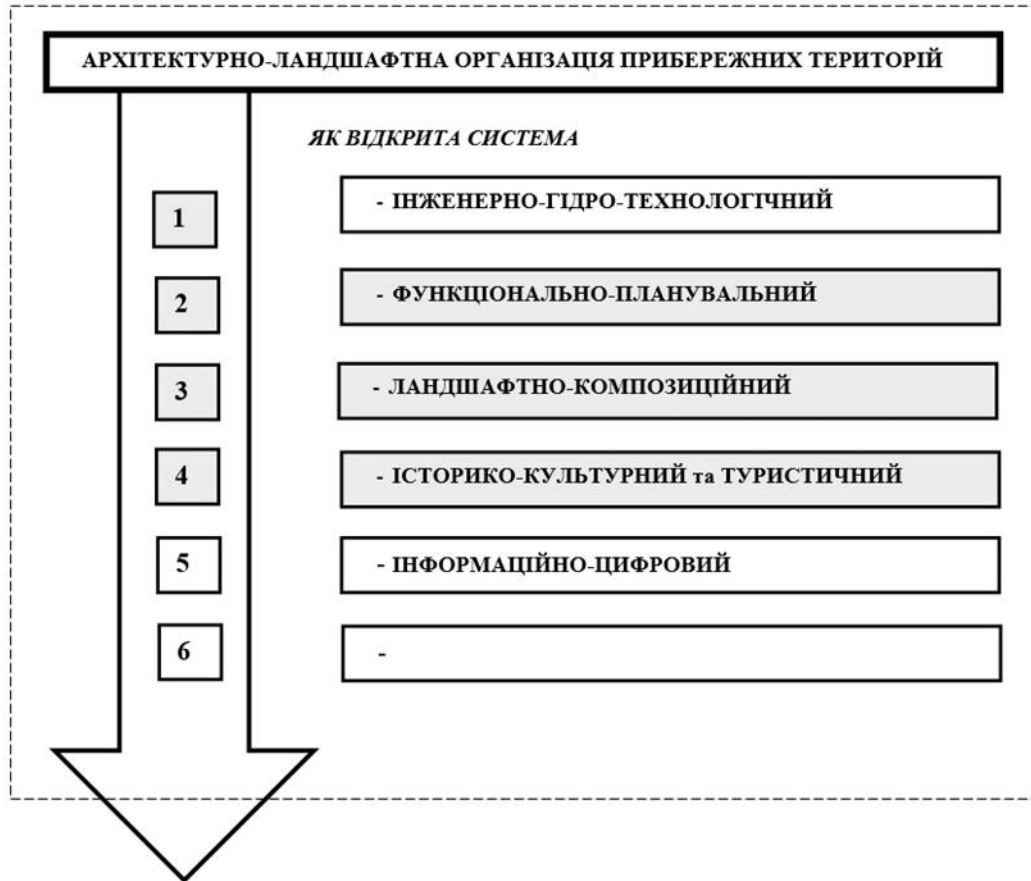 АРХІТЕКТУРНО-ЛАНДШАФТНА ОРГАНІЗАЦІЯ ПРИБЕРЕЖНИХ ТЕРИТОРІЙ
ЯК ВІДКРИТА СИСТЕМА
1 - ІНЖЕНЕРНО-ГІДРО-ТЕХНОЛОГІЧНИЙ
2 - ФУНКЦІОНАЛЬНО-ПЛАНУВАЛЬНИЙ
3 - ЛАНДШАФТНО-КОМПОЗИЦІЙНИЙ
4 - ІСТОРИКО-КУЛЬТУРНИЙ та ТУРИСТИЧНИЙ
5 - ІНФОРМАЦІЙНО-ЦИФРОВИЙ
6 -